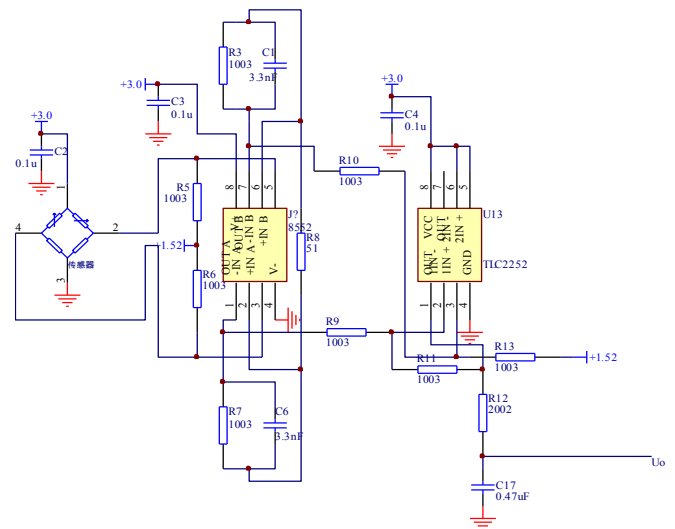 R3
1003
C1
3.3nF
+3.0
C3
0.1u
+3.0
C4
0.1u
+3.0
C2
0.1u
R10
1003
1
4
2
3
传感器
R5
1003
+1.52
R6
1003
8
7
6
5
OUT A
V+
-IN A
OUT B
+IN A
-IN B
V-
+IN B
1
2
3
4
J?
8552
R8
51
8
7
6
5
OUT
VCC
1IN -
OUT
1IN +
2IN -
GND
2IN +
1
2
3
4
U13
TLC2252
R9
1003
R11
1003
R13
1003
+1.52
R7
1003
C6
3.3nF
R12
2002
Uo
C17
0.47uF